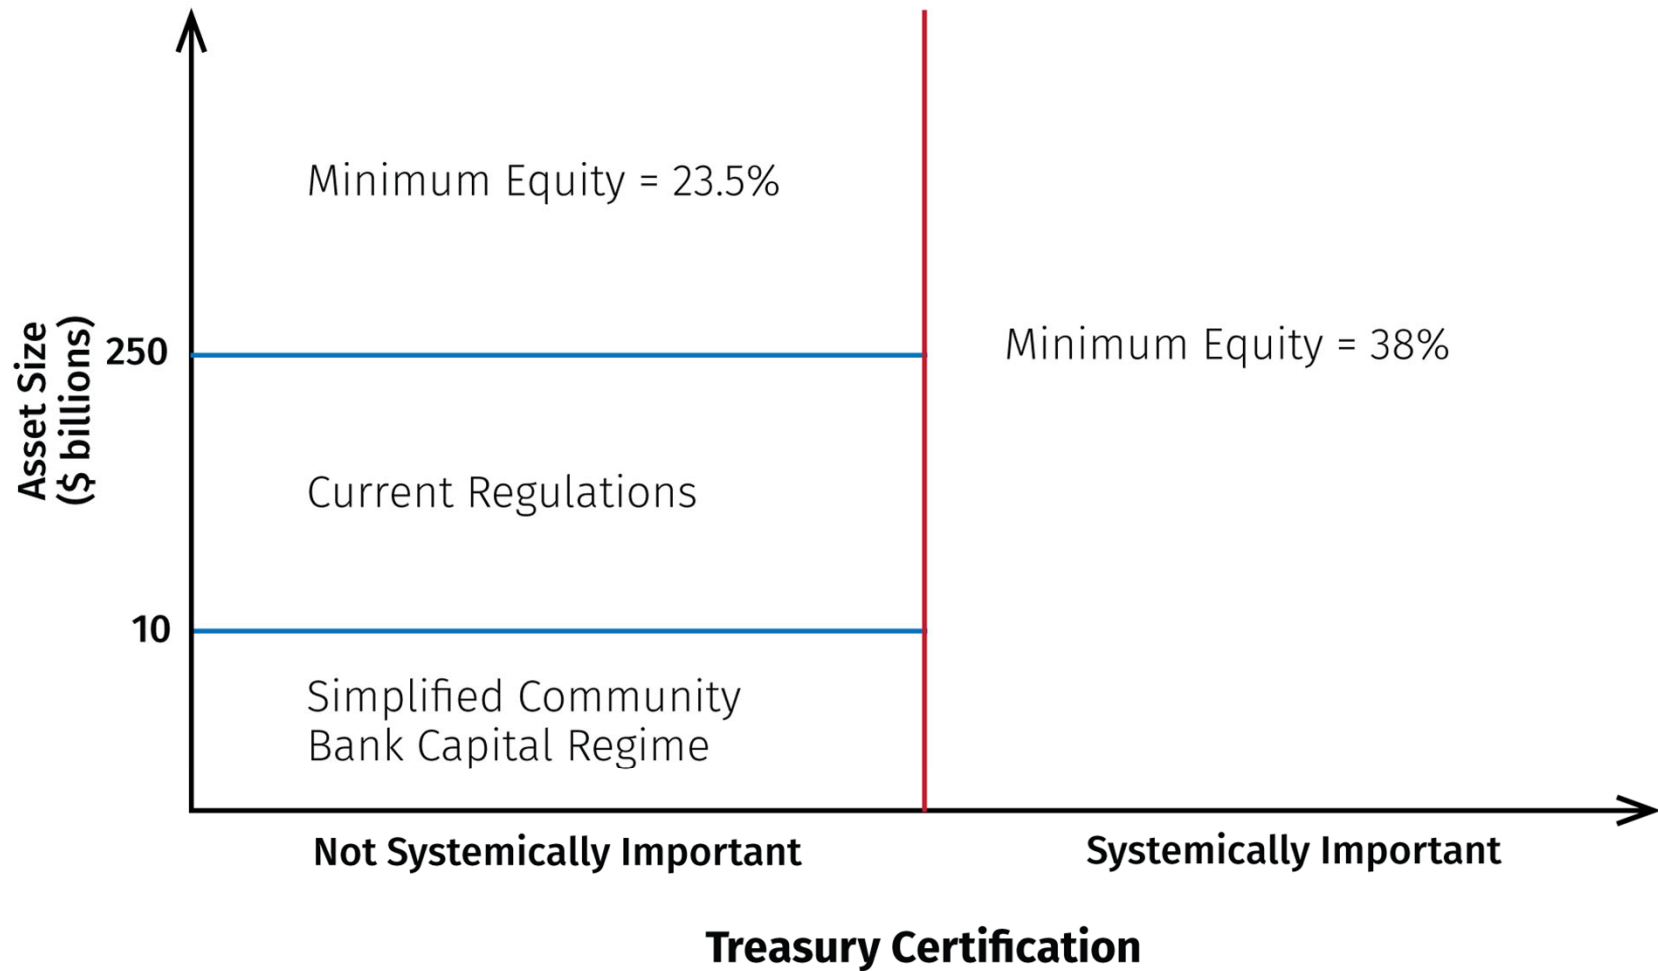 Minimum Equity = 23.5%
Asset Size
($ billions)
250
Minimum Equity = 38%
Current Regulations
10
Simplified Community
Bank Capital Regime
Not Systemically Important
Systemically Important
Treasury Certification